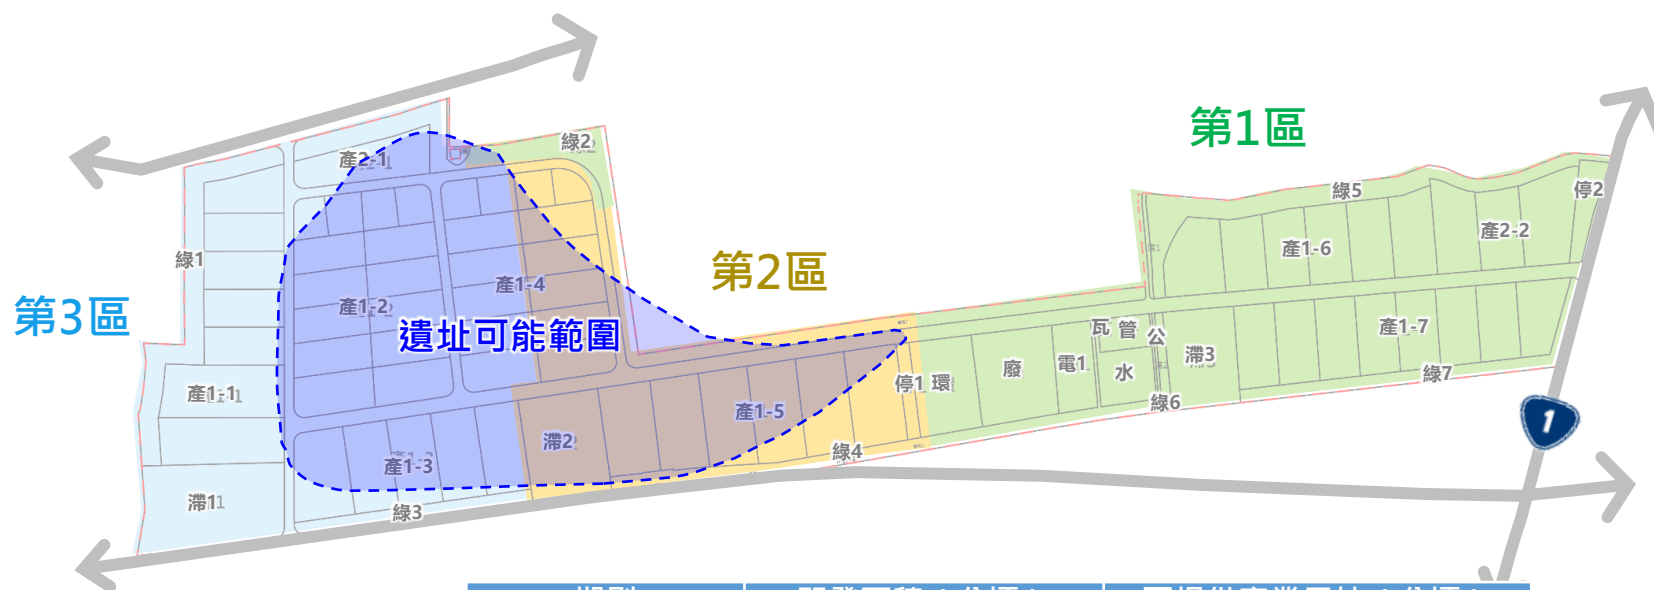 第1區
綠2
產2-1
綠5
停2
產2-2
產1-6
綠1
第2區
產1-4
第3區
產1-2
遺址可能範圍
瓦
管
公
產1-7
滯3
電1
廢
水
綠7
停1
環
產1-1
綠6
產1-5
1
滯2
綠4
產1-3
滯1
綠3